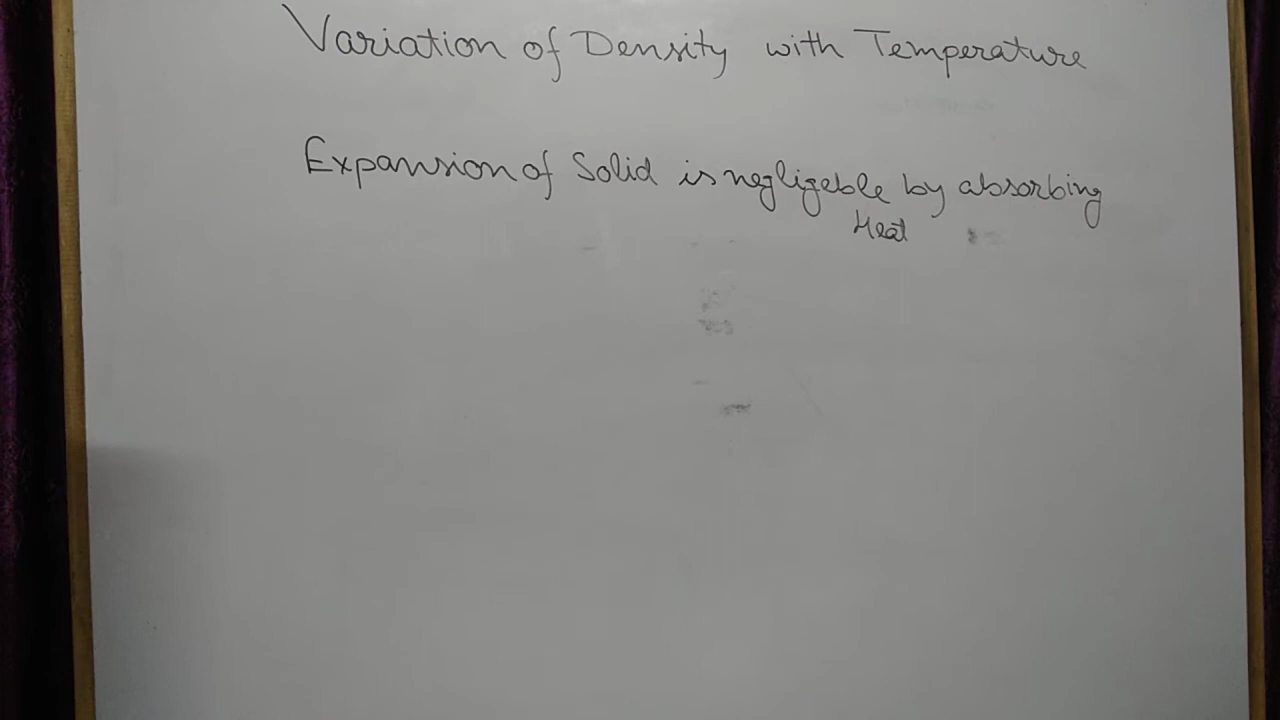 Variation of Density with Temperature
Expansion of Solid is negligeble by absorbing
Heat